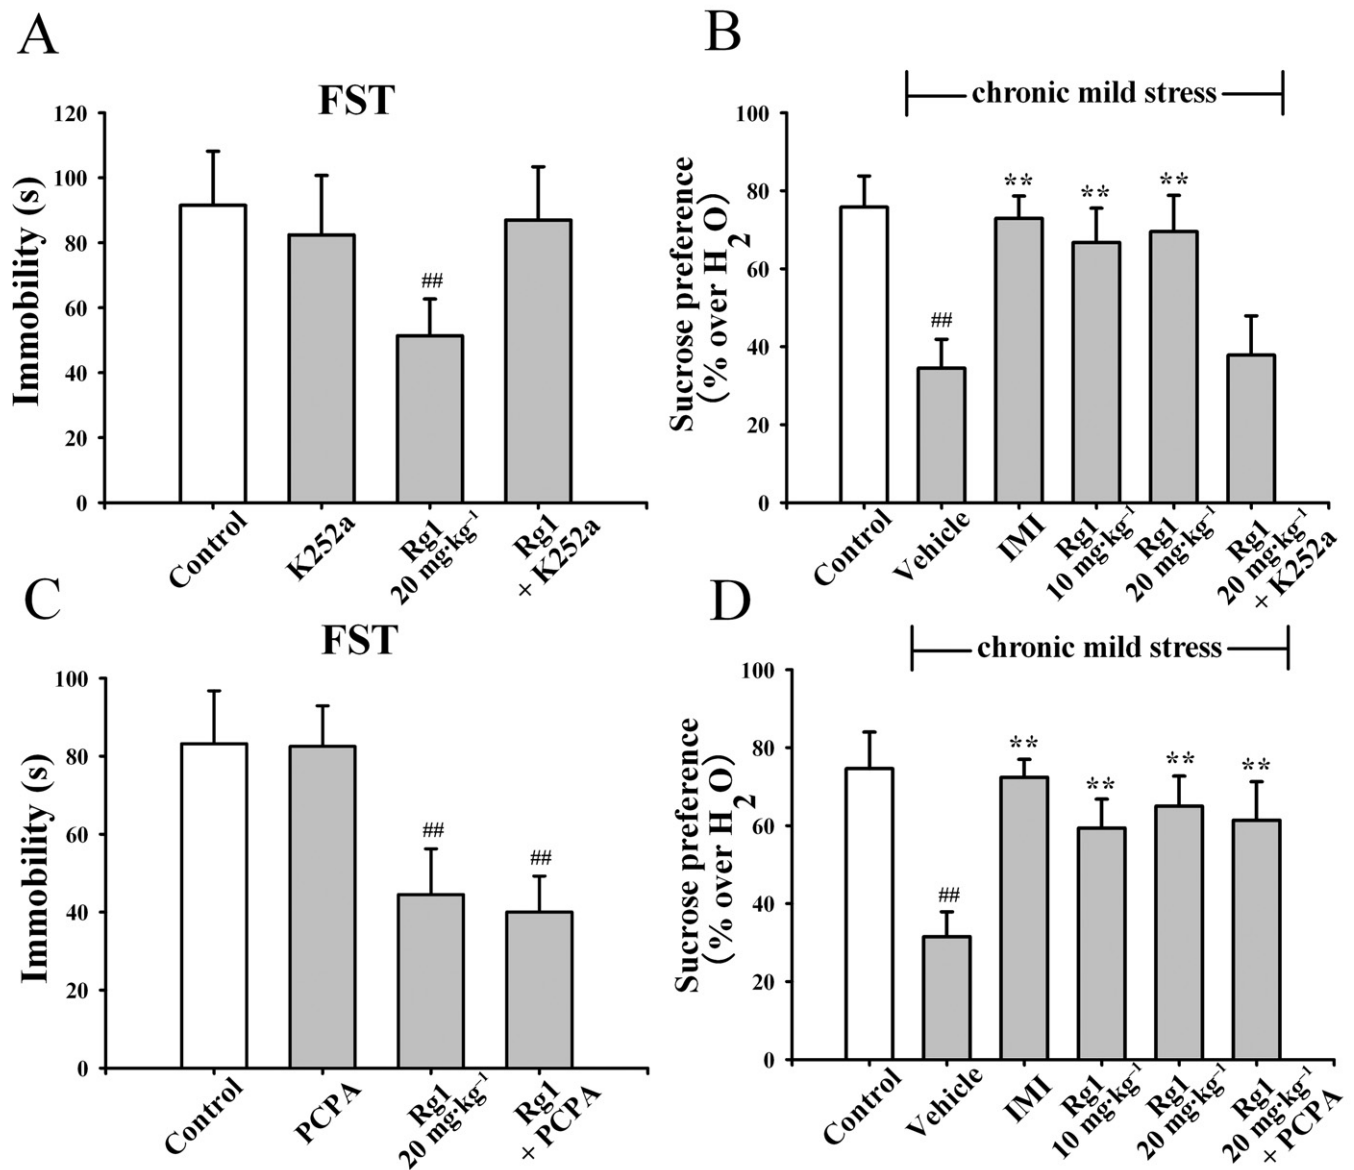 A
FST
Immobility (s)
120
100
80
60
40
20
0
##
Control
K252a
Rg1
20 mg·kg⁻¹
Rg1
+ K252a
B
chronic mild stress
Sucrose preference
(% over H₂O)
100
80
60
40
20
0
##
**
**
**
Control
Vehicle
IMI
Rg1
10 mg·kg⁻¹
Rg1
20 mg·kg⁻¹
Rg1
20 mg·kg⁻¹
+ K252a
C
FST
Immobility (s)
100
80
60
40
20
0
##
##
Control
PCPA
Rg1
20 mg·kg⁻¹
Rg1
+ PCPA
D
chronic mild stress
Sucrose preference
(% over H₂O)
100
80
60
40
20
0
##
**
**
**
**
Control
Vehicle
IMI
Rg1
10 mg·kg⁻¹
Rg1
20 mg·kg⁻¹
Rg1
20 mg·kg⁻¹
+ PCPA